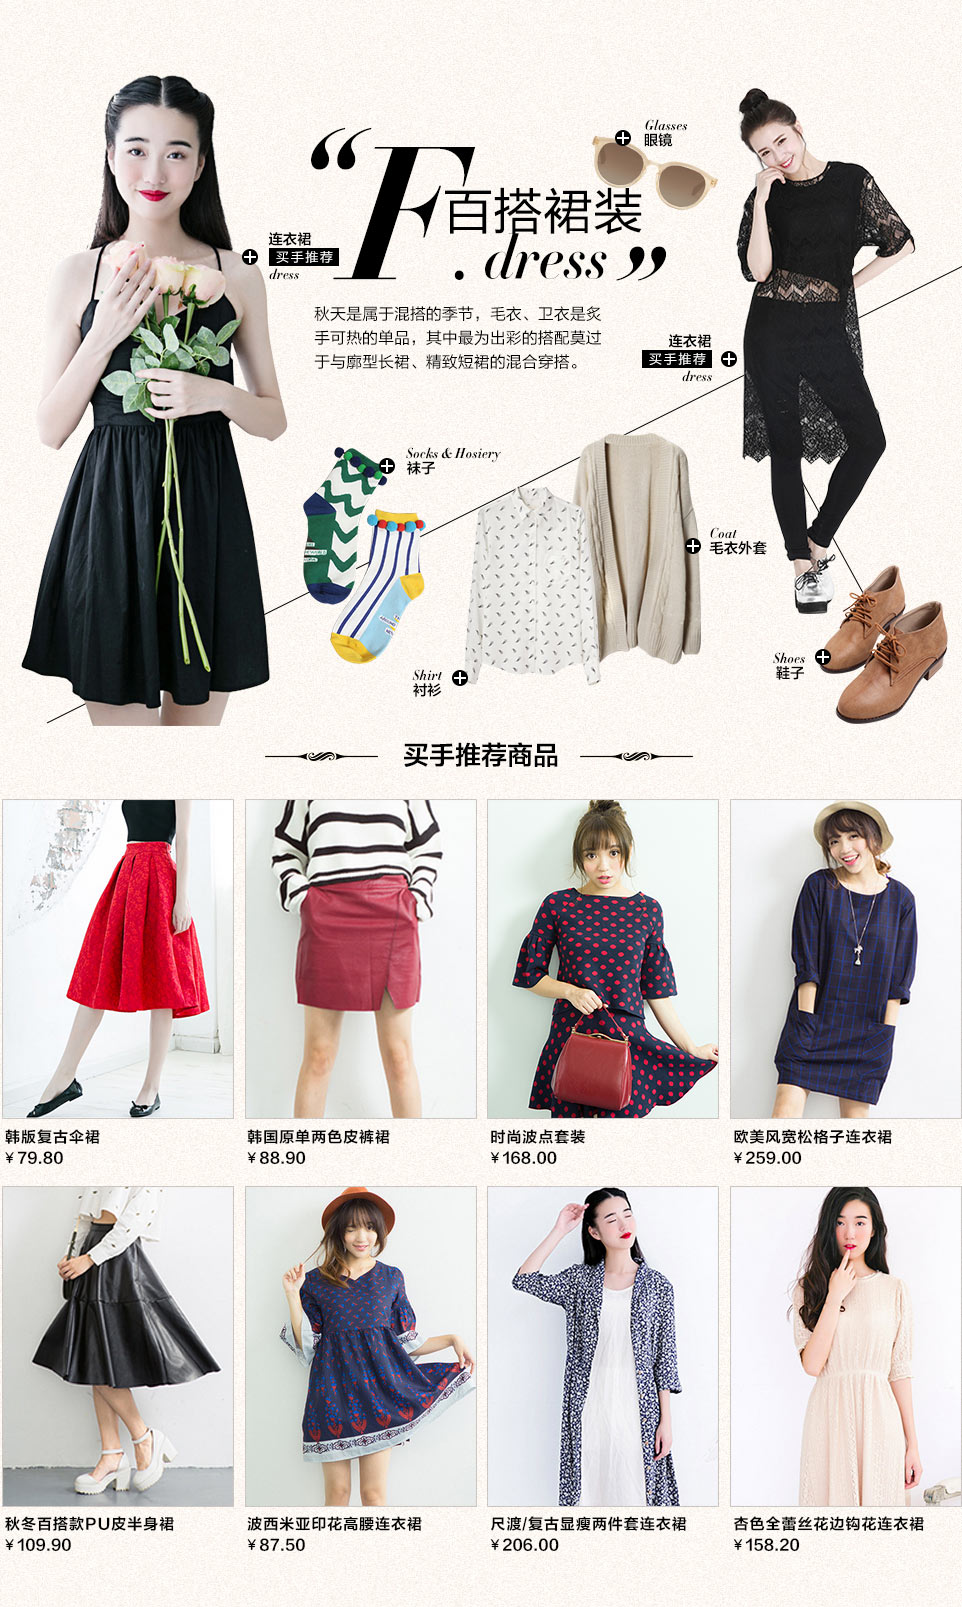 Glasses
眼镜
“F.百搭裙装
dress”
连衣裙
买手推荐
dress
秋天是属于混搭的季节，毛衣、卫衣是炙
手可热的单品，其中最为出彩的搭配莫过
于与廓型长裙、精致短裙的混合穿搭。
连衣裙
买手推荐
dress
Socks & Hosiery
袜子
Coat
毛衣外套
Shirt
衬衫
Shoes
鞋子
买手推荐商品
韩版复古伞裙
¥79.80
韩国原单两色皮裤裙
¥88.90
时尚波点套装
¥168.00
欧美风宽松格子连衣裙
¥259.00
秋冬百搭款PU皮半身裙
¥109.90
波西米亚印花高腰连衣裙
¥87.50
尺渡/复古显瘦两件套连衣裙
¥206.00
杏色全蕾丝花边钩花连衣裙
¥158.20